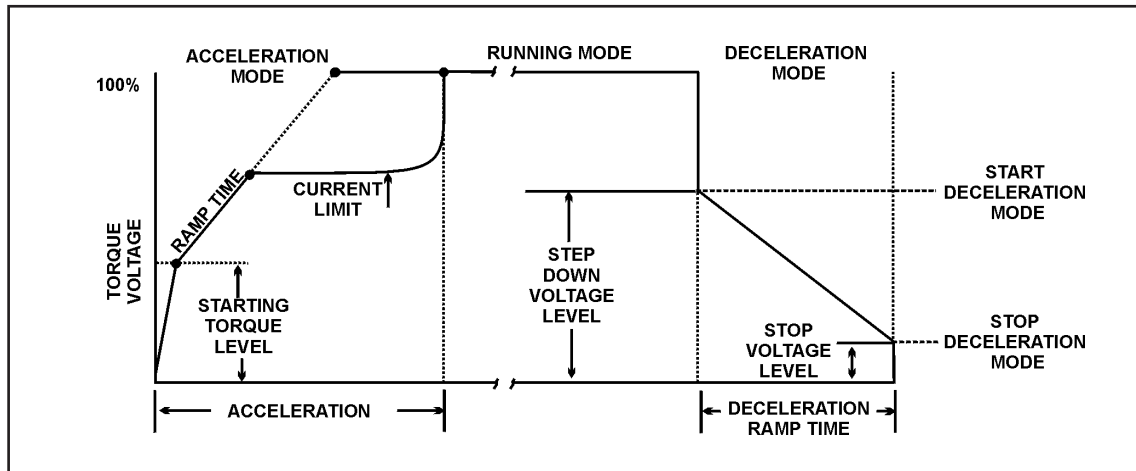 ACCELERATION
MODE
RUNNING MODE
DECELERATION
MODE
100%
TORQUE
VOLTAGE
RAMP TIME
CURRENT
LIMIT
STARTING
TORQUE
LEVEL
STEP
DOWN
VOLTAGE
LEVEL
START
DECELERATION
MODE
STOP
VOLTAGE
LEVEL
STOP
DECELERATION
MODE
ACCELERATION
DECELERATION
RAMP TIME